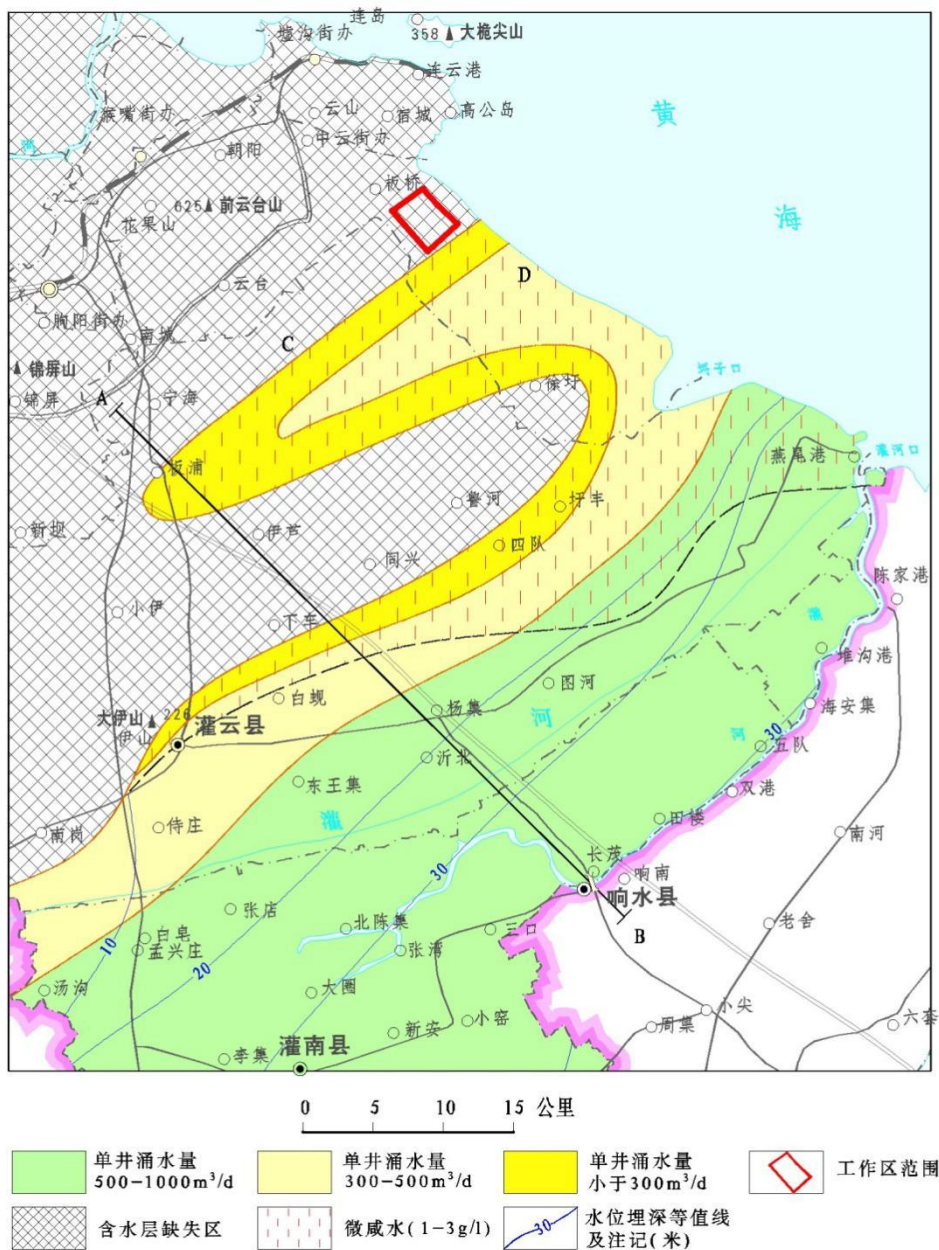 连岛
墟沟街办
358 ▲ 大桅尖山
连云港
云山
宿城
高公岛
猴嘴街办
中云街办
朝阳
河
黄
海
板桥
625 ▲ 前云台山
花果山
云台
D
朐阳街办
南城
C
锦屏山
锦屏
A
宁海
徐圩
埒子口
板浦
燕尾港
灌河口
鲁河
圩丰
新坝
伊芦
四队
同兴
陈家港
小伊
下车
灌
堆沟港
白蚬
图河
大伊山 ▲ 226
伊山
灌云县
杨集
河
海安集
河
30
五队
沂北
东王集
双港
灌
侍庄
田楼
南岗
南河
长茂
30
响南
响水县
张店
北陈集
三口
B
老舍
白皂
孟兴庄
张湾
10
20
汤沟
大圈
小尖
新安
小窑
周集
六套
灌南县
李集
0 5 10 15 公里
单井涌水量
500-1000m³/d
单井涌水量
300-500m³/d
单井涌水量
小于300m³/d
工作区范围
含水层缺失区
微咸水(1-3g/l)
30
水位埋深等值线
及注记(米)